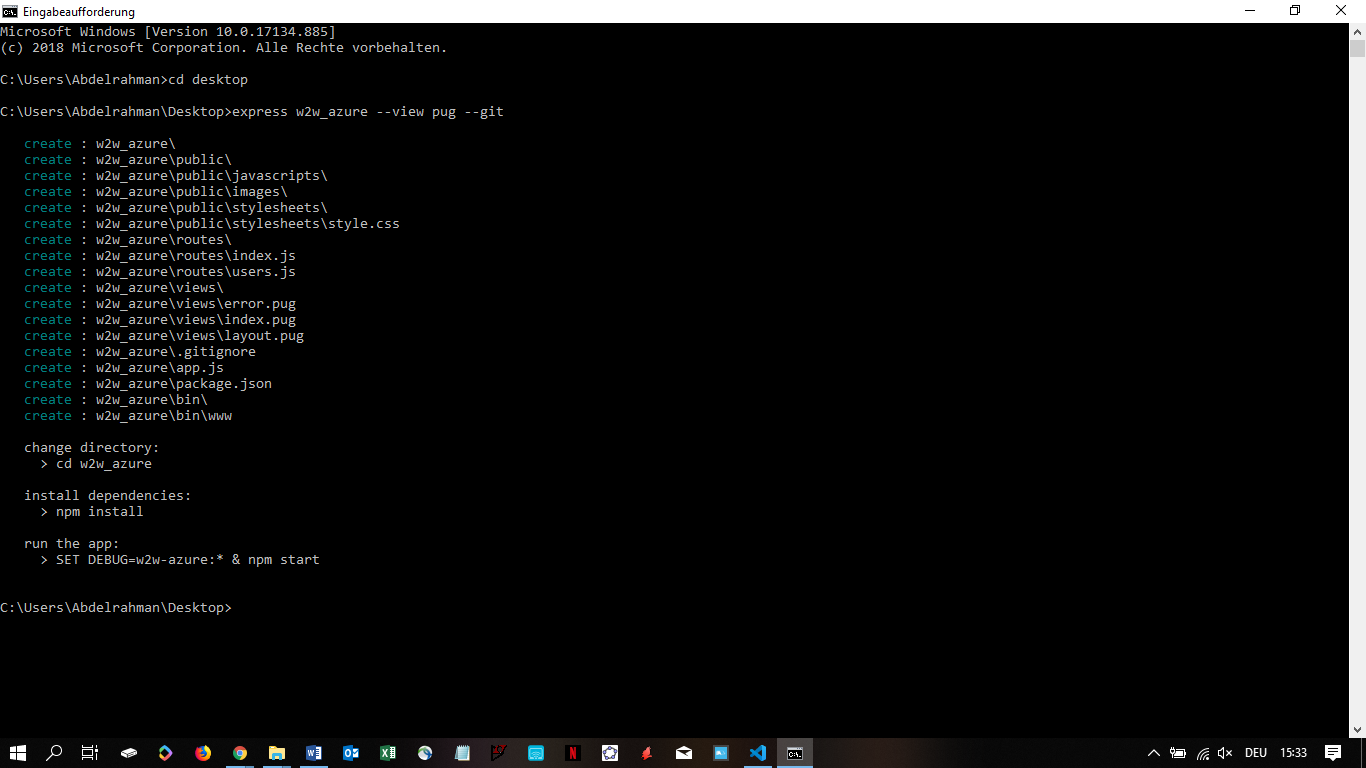 Eingabeaufforderung
Microsoft Windows [Version 10.0.17134.885]
(c) 2018 Microsoft Corporation. Alle Rechte vorbehalten.
C:\Users\Abdelrahman>cd desktop
C:\Users\Abdelrahman\Desktop>express w2w_azure --view pug --git
create : w2w_azure\
create : w2w_azure\public\
create : w2w_azure\public\javascripts\
create : w2w_azure\public\images\
create : w2w_azure\public\stylesheets\
create : w2w_azure\public\stylesheets\style.css
create : w2w_azure\routes\
create : w2w_azure\routes\index.js
create : w2w_azure\routes\users.js
create : w2w_azure\views\
create : w2w_azure\views\error.pug
create : w2w_azure\views\index.pug
create : w2w_azure\views\layout.pug
create : w2w_azure\.gitignore
create : w2w_azure\app.js
create : w2w_azure\package.json
create : w2w_azure\bin\
create : w2w_azure\bin\www
change directory:
> cd w2w_azure
install dependencies:
> npm install
run the app:
> SET DEBUG=w2w-azure:* & npm start
C:\Users\Abdelrahman\Desktop>
DEU 15:33